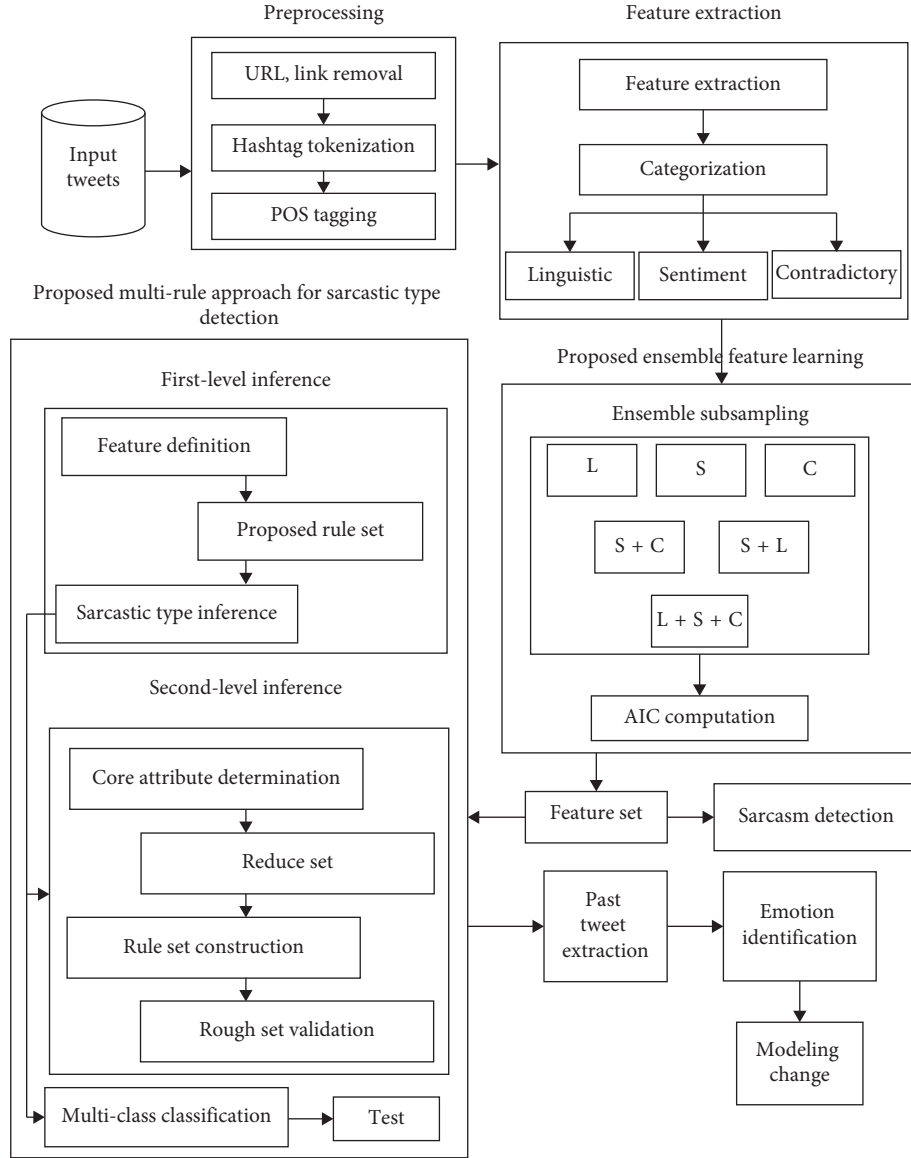 Preprocessing
URL, link removal
Hashtag tokenization
POS tagging
Input
tweets
Feature extraction
Feature extraction
Categorization
Linguistic
Sentiment
Contradictory
Proposed multi-rule approach for sarcastic type
detection
First-level inference
Feature definition
Proposed rule set
Sarcastic type inference
Second-level inference
Core attribute determination
Reduce set
Rule set construction
Rough set validation
Multi-class classification
Test
Proposed ensemble feature learning
Ensemble subsampling
L
S
C
S + C
S + L
L + S + C
AIC computation
Feature set
Sarcasm detection
Past
tweet
extraction
Emotion
identification
Modeling
change